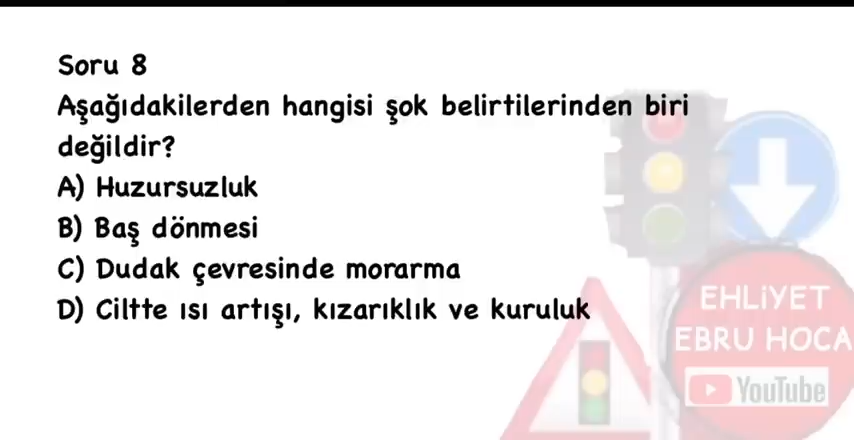 Soru 8
Aşağıdakilerden hangisi şok belirtilerinden biri
değildir?
A) Huzursuzluk
B) Baş dönmesi
C) Dudak çevresinde morarma
D) Ciltte ısı artışı, kızarıklık ve kuruluk
EHLİYET
EBRU HOCA
YouTube